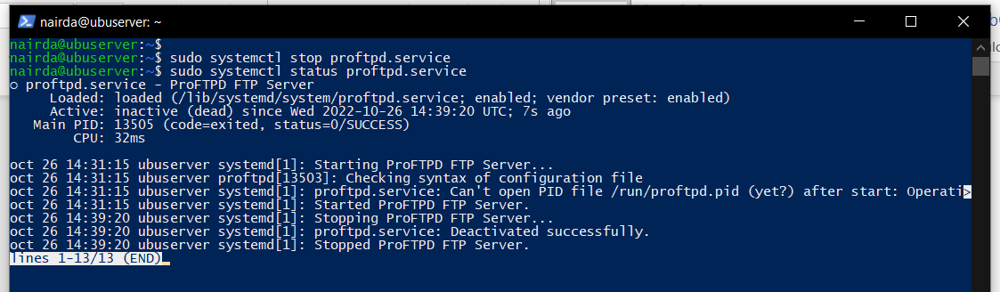 nairda@ubuserver: ~
nairda@ubuserver:~$
nairda@ubuserver:~$ sudo systemctl stop proftpd.service
nairda@ubuserver:~$ sudo systemctl status proftpd.service
○ proftpd.service - ProFTPD FTP Server
Loaded: loaded (/lib/systemd/system/proftpd.service; enabled; vendor preset: enabled)
Active: inactive (dead) since Wed 2022-10-26 14:39:20 UTC; 7s ago
Main PID: 13505 (code=exited, status=0/SUCCESS)
CPU: 32ms
oct 26 14:31:15 ubuserver systemd[1]: Starting ProFTPD FTP Server...
oct 26 14:31:15 ubuserver proftpd[13503]: Checking syntax of configuration file
oct 26 14:31:15 ubuserver systemd[1]: proftpd.service: Can't open PID file /run/proftpd.pid (yet?) after start: Operati>
oct 26 14:31:15 ubuserver systemd[1]: Started ProFTPD FTP Server.
oct 26 14:39:20 ubuserver systemd[1]: Stopping ProFTPD FTP Server...
oct 26 14:39:20 ubuserver systemd[1]: proftpd.service: Deactivated successfully.
oct 26 14:39:20 ubuserver systemd[1]: Stopped ProFTPD FTP Server.
lines 1-13/13 (END)